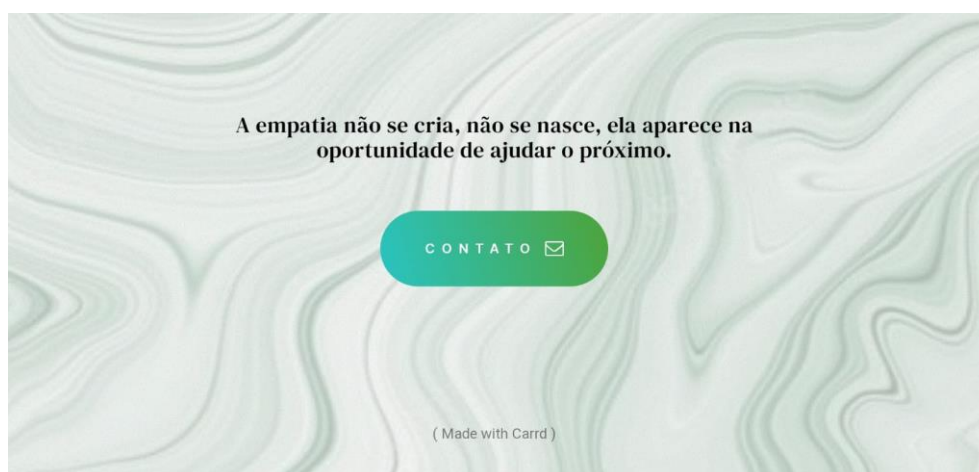 A empatia não se cria, não se nasce, ela aparece na
oportunidade de ajudar o próximo.
CONTATO
( Made with Carrd )